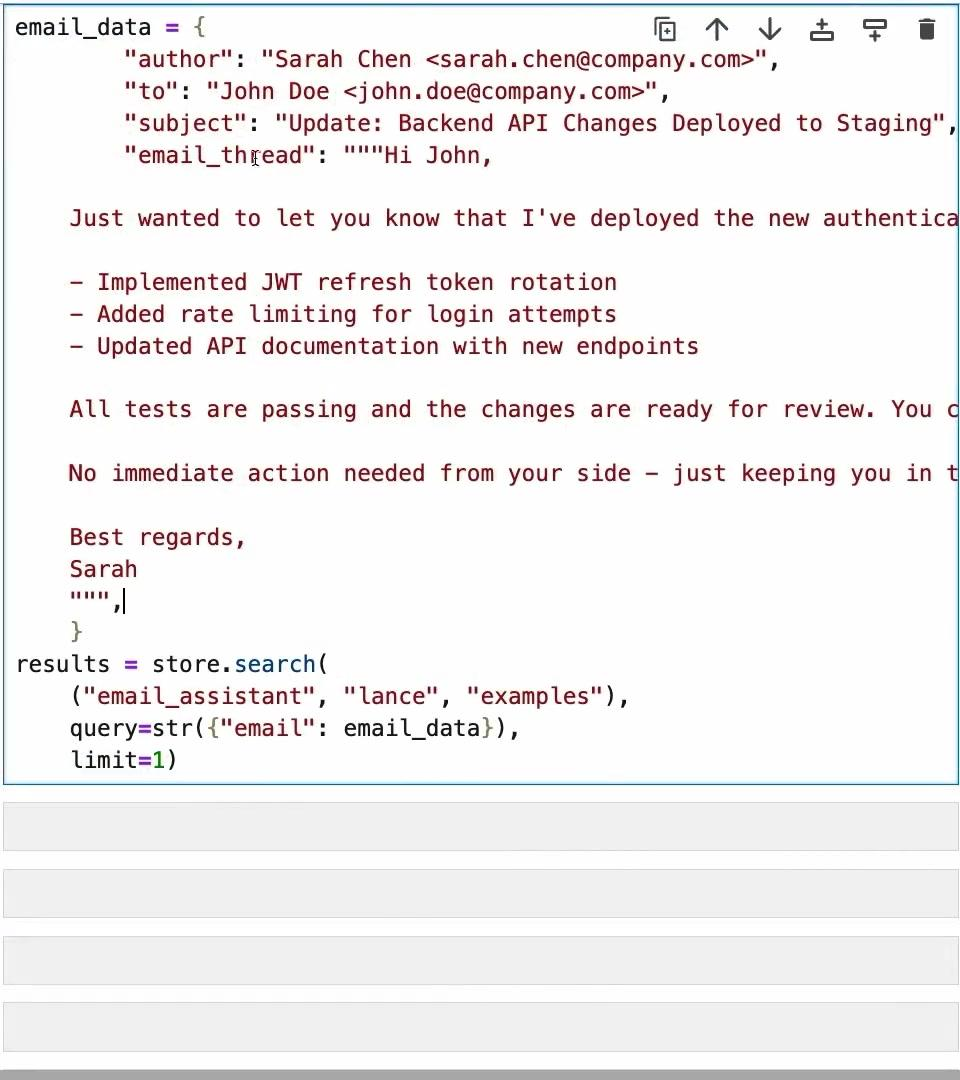 email_data = {
"author": "Sarah Chen <sarah.chen@company.com>",
"to": "John Doe <john.doe@company.com>",
"subject": "Update: Backend API Changes Deployed to Staging",
"email_thread": """Hi John,
Just wanted to let you know that I've deployed the new authentica
- Implemented JWT refresh token rotation
- Added rate limiting for login attempts
- Updated API documentation with new endpoints
All tests are passing and the changes are ready for review. You c
No immediate action needed from your side - just keeping you in t
Best regards,
Sarah
""",
}
results = store.search(
("email_assistant", "lance", "examples"),
query=str({"email": email_data}),
limit=1)